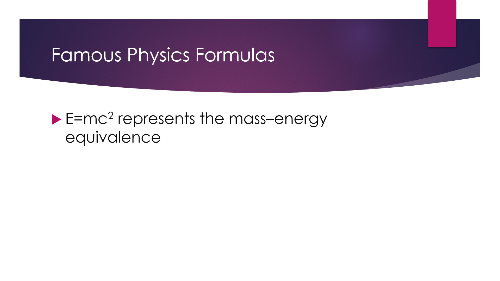 Famous Physics Formulas
E=mc² represents the mass–energy
equivalence